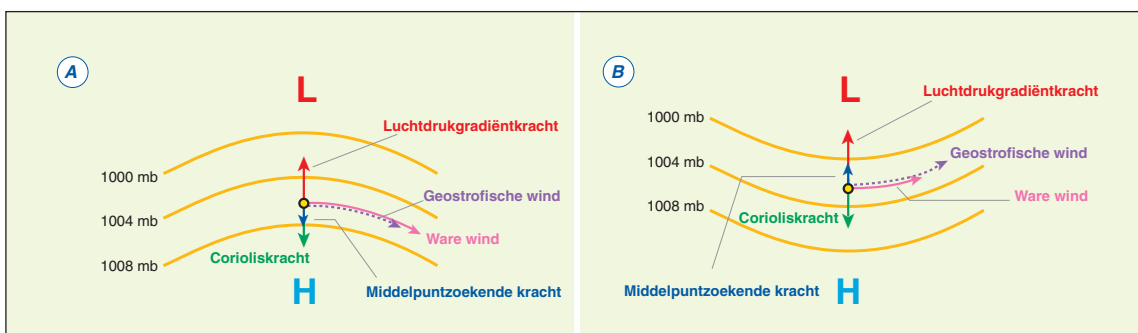 A
L
Luchtdrukgradiëntkracht
1000 mb
Geostrofische wind
1004 mb
Ware wind
Corioliskracht
1008 mb
H
Middelpuntzoekende kracht
B
L
Luchtdrukgradiëntkracht
1000 mb
Geostrofische wind
1004 mb
Ware wind
1008 mb
Corioliskracht
Middelpuntzoekende kracht
H